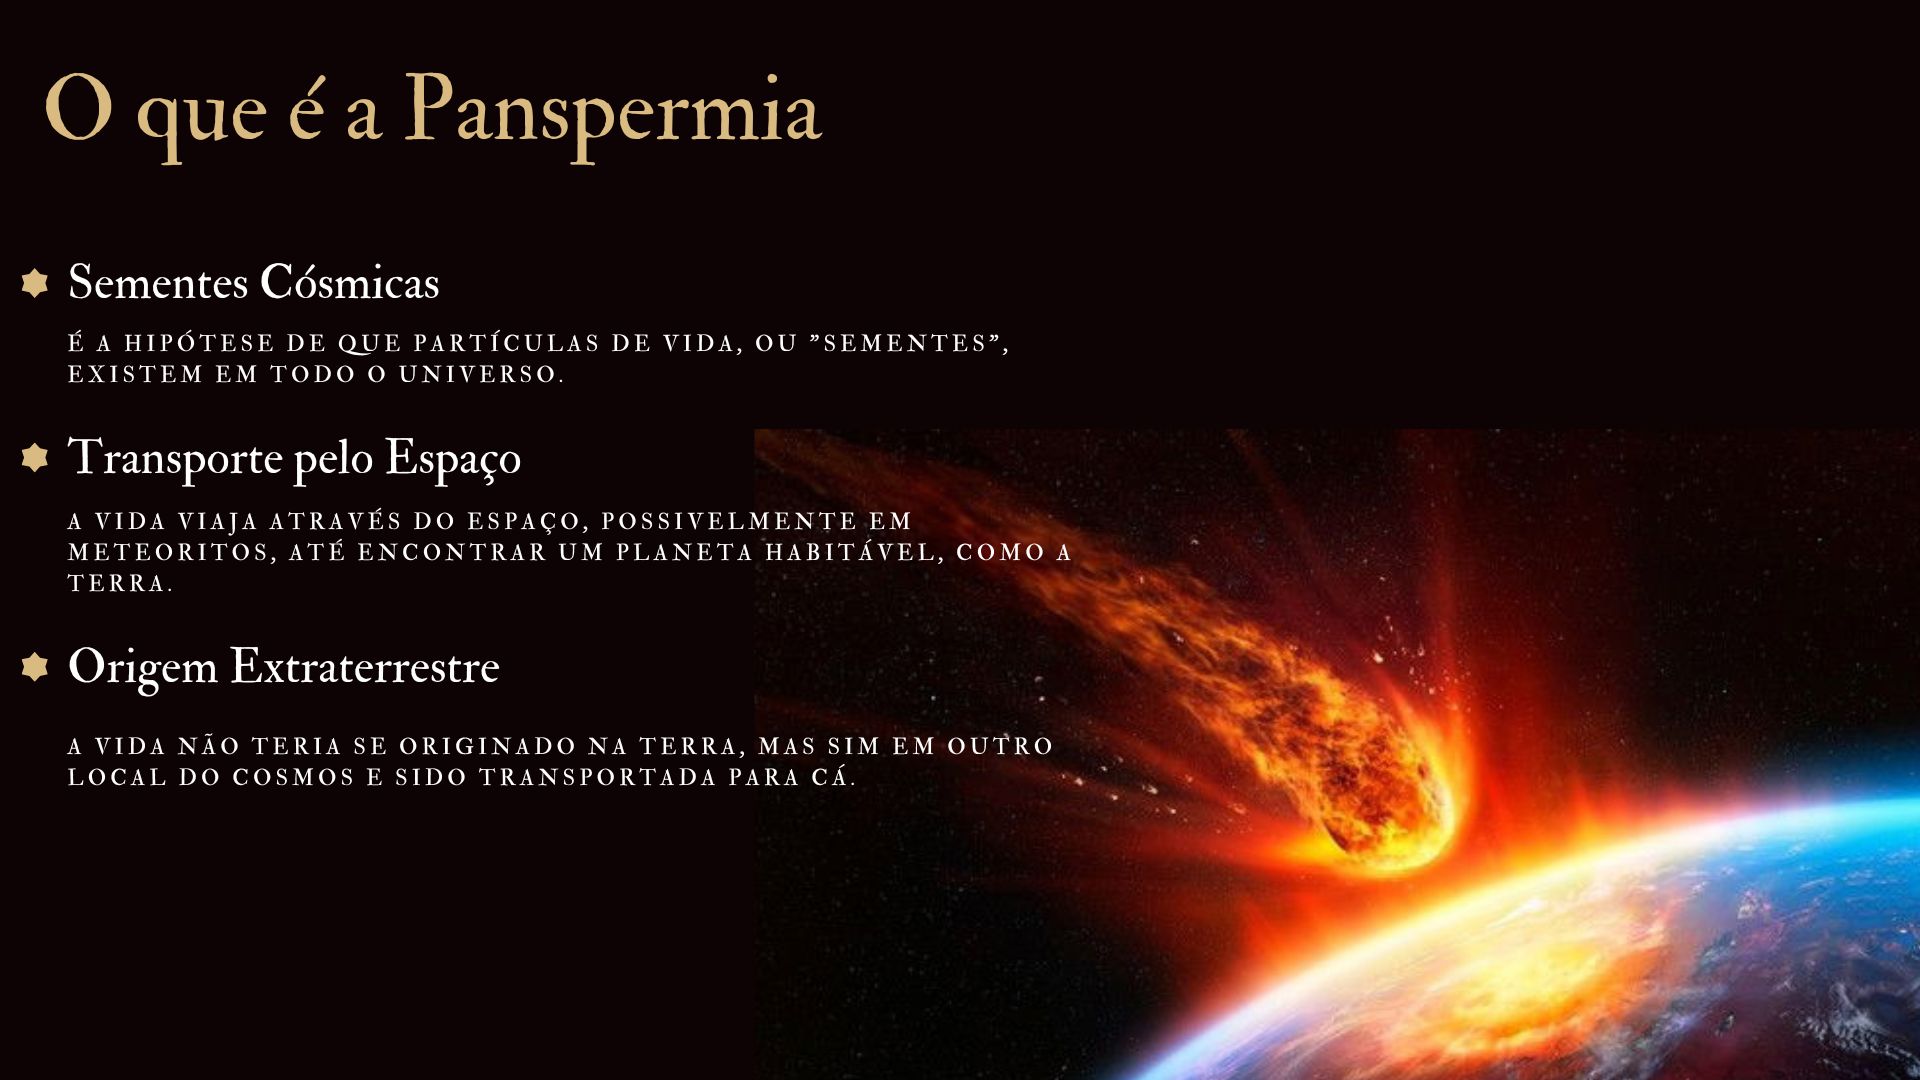 O que é a Panspermia
Sementes Cósmicas
É A HIPÓTESE DE QUE PARTÍCULAS DE VIDA, OU ”SEMENTES”,
EXISTEM EM TODO O UNIVERSO.
Transporte pelo Espaço
A VIDA VIAJA ATRAVÉS DO ESPAÇO, POSSIVELMENTE EM
METEORITOS, ATÉ ENCONTRAR UM PLANETA HABITÁVEL, COMO A
TERRA.
Origem Extraterrestre
A VIDA NÃO TERIA SE ORIGINADO NA TERRA, MAS SIM EM OUTRO
LOCAL DO COSMOS E SIDO TRANSPORTADA PARA CÁ.